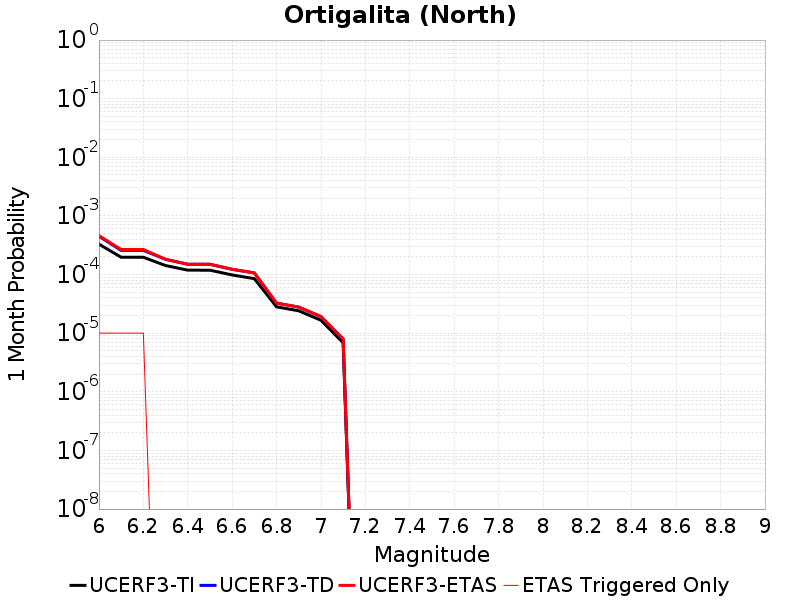 Ortigalita (North)
1 Month Probability
10^0
10^-1
10^-2
10^-3
10^-4
10^-5
10^-6
10^-7
10^-8
6 6.2 6.4 6.6 6.8 7 7.2 7.4 7.6 7.8 8 8.2 8.4 8.6 8.8 9
Magnitude
UCERF3-TI UCERF3-TD UCERF3-ETAS ETAS Triggered Only